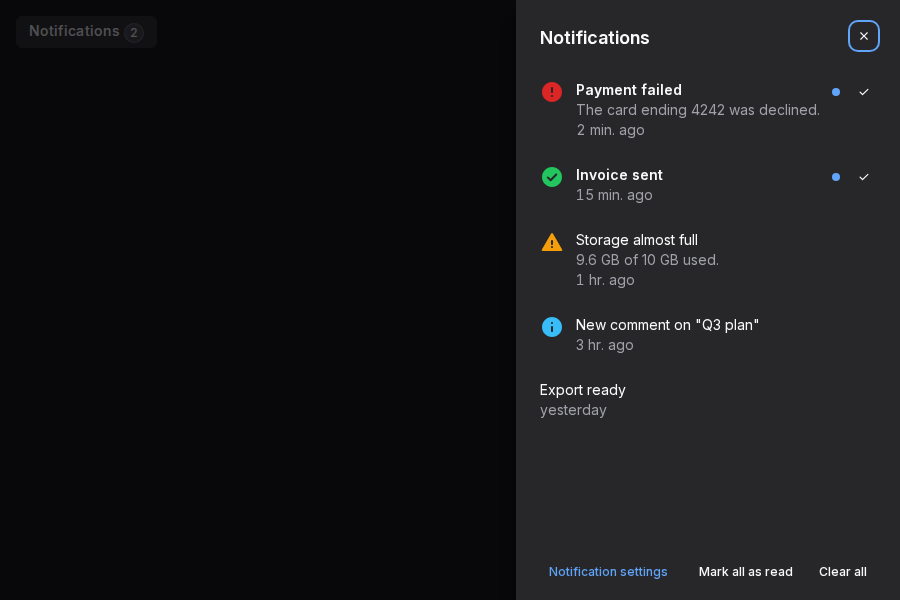 Notifications 2
Notifications
Payment failed
The card ending 4242 was declined.
2 min. ago
Invoice sent
15 min. ago
Storage almost full
9.6 GB of 10 GB used.
1 hr. ago
New comment on "Q3 plan"
3 hr. ago
Export ready
yesterday
Notification settings Mark all as read Clear all